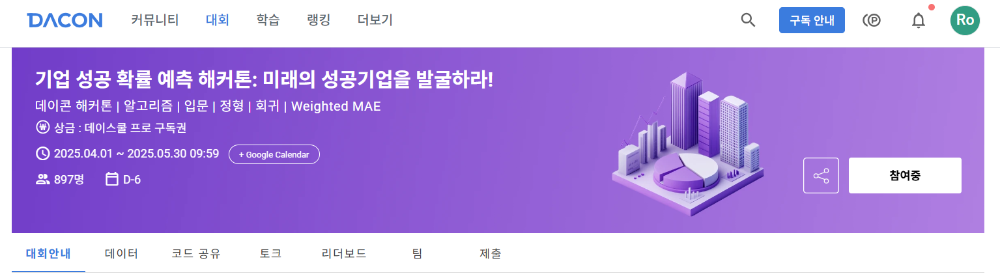 DACON 커뮤니티 대회 학습 랭킹 더보기 구독 안내 P Ro
기업 성공 확률 예측 해커톤: 미래의 성공기업을 발굴하라!
데이콘 해커톤 | 알고리즘 | 입문 | 정형 | 회귀 | Weighted MAE
₩ 상금 : 데이스쿨 프로 구독권
2025.04.01 ~ 2025.05.30 09:59 + Google Calendar
897명 D-6
참여중
대회안내 데이터 코드 공유 토크 리더보드 팀 제출